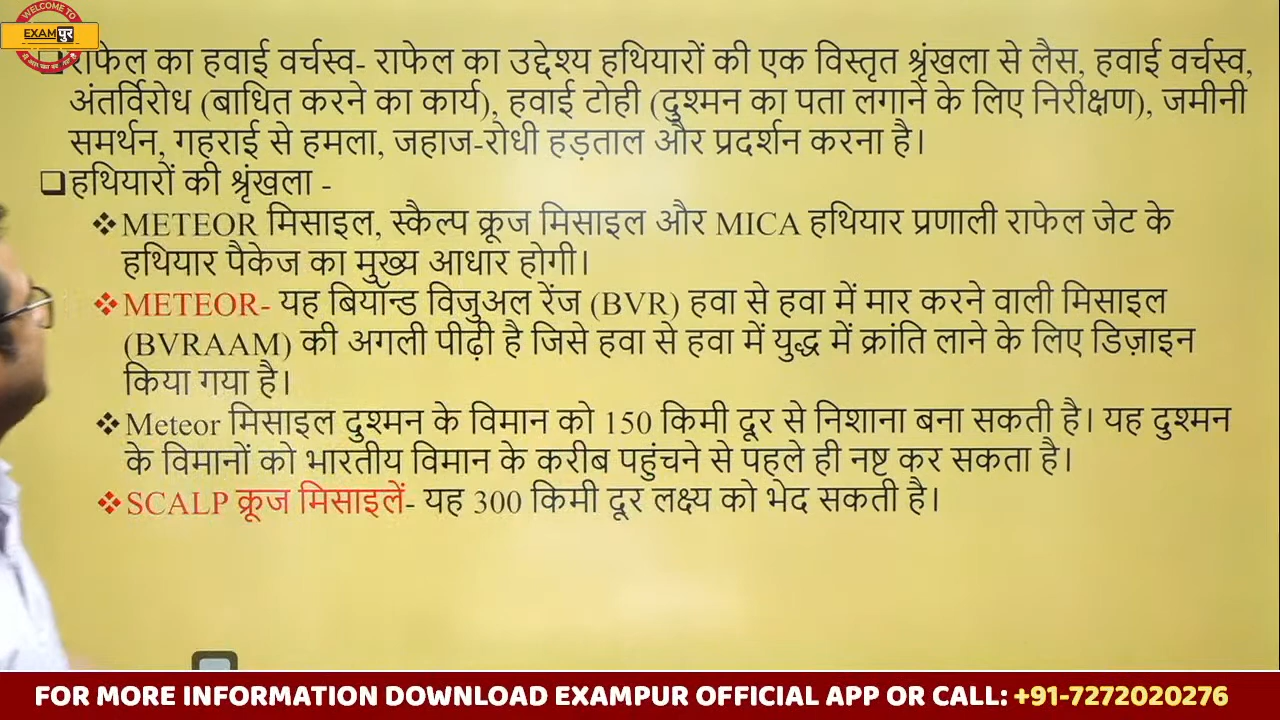 WELCOME TO
EXAMपुर
राफेल का हवाई वर्चस्व- राफेल का उद्देश्य हथियारों की एक विस्तृत श्रृंखला से लैस, हवाई वर्चस्व,
अंतर्विरोध (बाधित करने का कार्य), हवाई टोही (दुश्मन का पता लगाने के लिए निरीक्षण), जमीनी
समर्थन, गहराई से हमला, जहाज-रोधी हड़ताल और प्रदर्शन करना है।
❑हथियारों की श्रृंखला -
❖METEOR मिसाइल, स्कैल्प क्रूज मिसाइल और MICA हथियार प्रणाली राफेल जेट के
हथियार पैकेज का मुख्य आधार होगी।
❖METEOR- यह बियॉन्ड विजुअल रेंज (BVR) हवा से हवा में मार करने वाली मिसाइल
(BVRAAM) की अगली पीढ़ी है जिसे हवा से हवा में युद्ध में क्रांति लाने के लिए डिज़ाइन
किया गया है।
❖Meteor मिसाइल दुश्मन के विमान को 150 किमी दूर से निशाना बना सकती है। यह दुश्मन
के विमानों को भारतीय विमान के करीब पहुंचने से पहले ही नष्ट कर सकता है।
❖SCALP क्रूज मिसाइलें- यह 300 किमी दूर लक्ष्य को भेद सकती है।
FOR MORE INFORMATION DOWNLOAD EXAMPUR OFFICIAL APP OR CALL: +91-7272020276